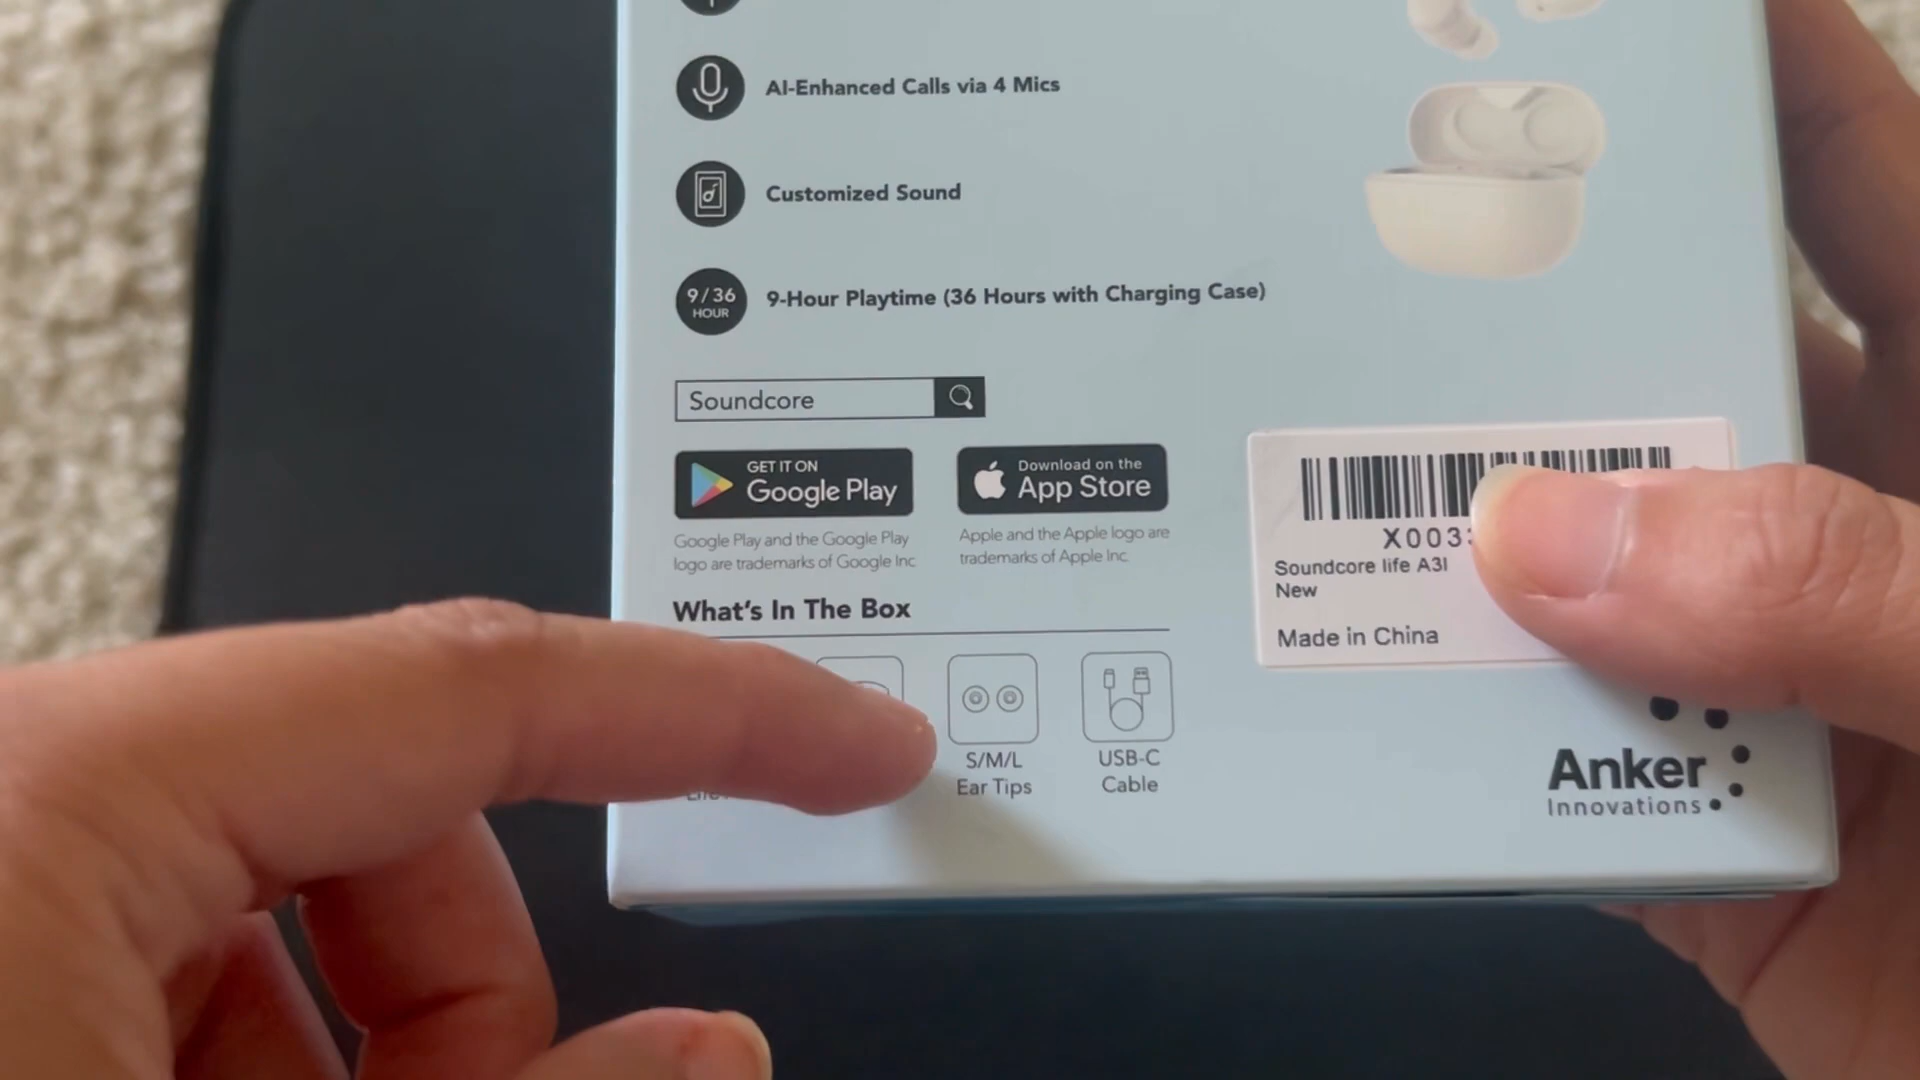 AI-Enhanced Calls via 4 Mics
Customized Sound
9/36
HOUR
9-Hour Playtime (36 Hours with Charging Case)
Soundcore
GET IT ON
Google Play
Download on the
App Store
Google Play and the Google Play
logo are trademarks of Google Inc.
Apple and the Apple logo are
trademarks of Apple Inc.
X003
Soundcore life A3I
New
Made in China
What's In The Box
S/M/L
Ear Tips
USB-C
Cable
Anker
Innovations